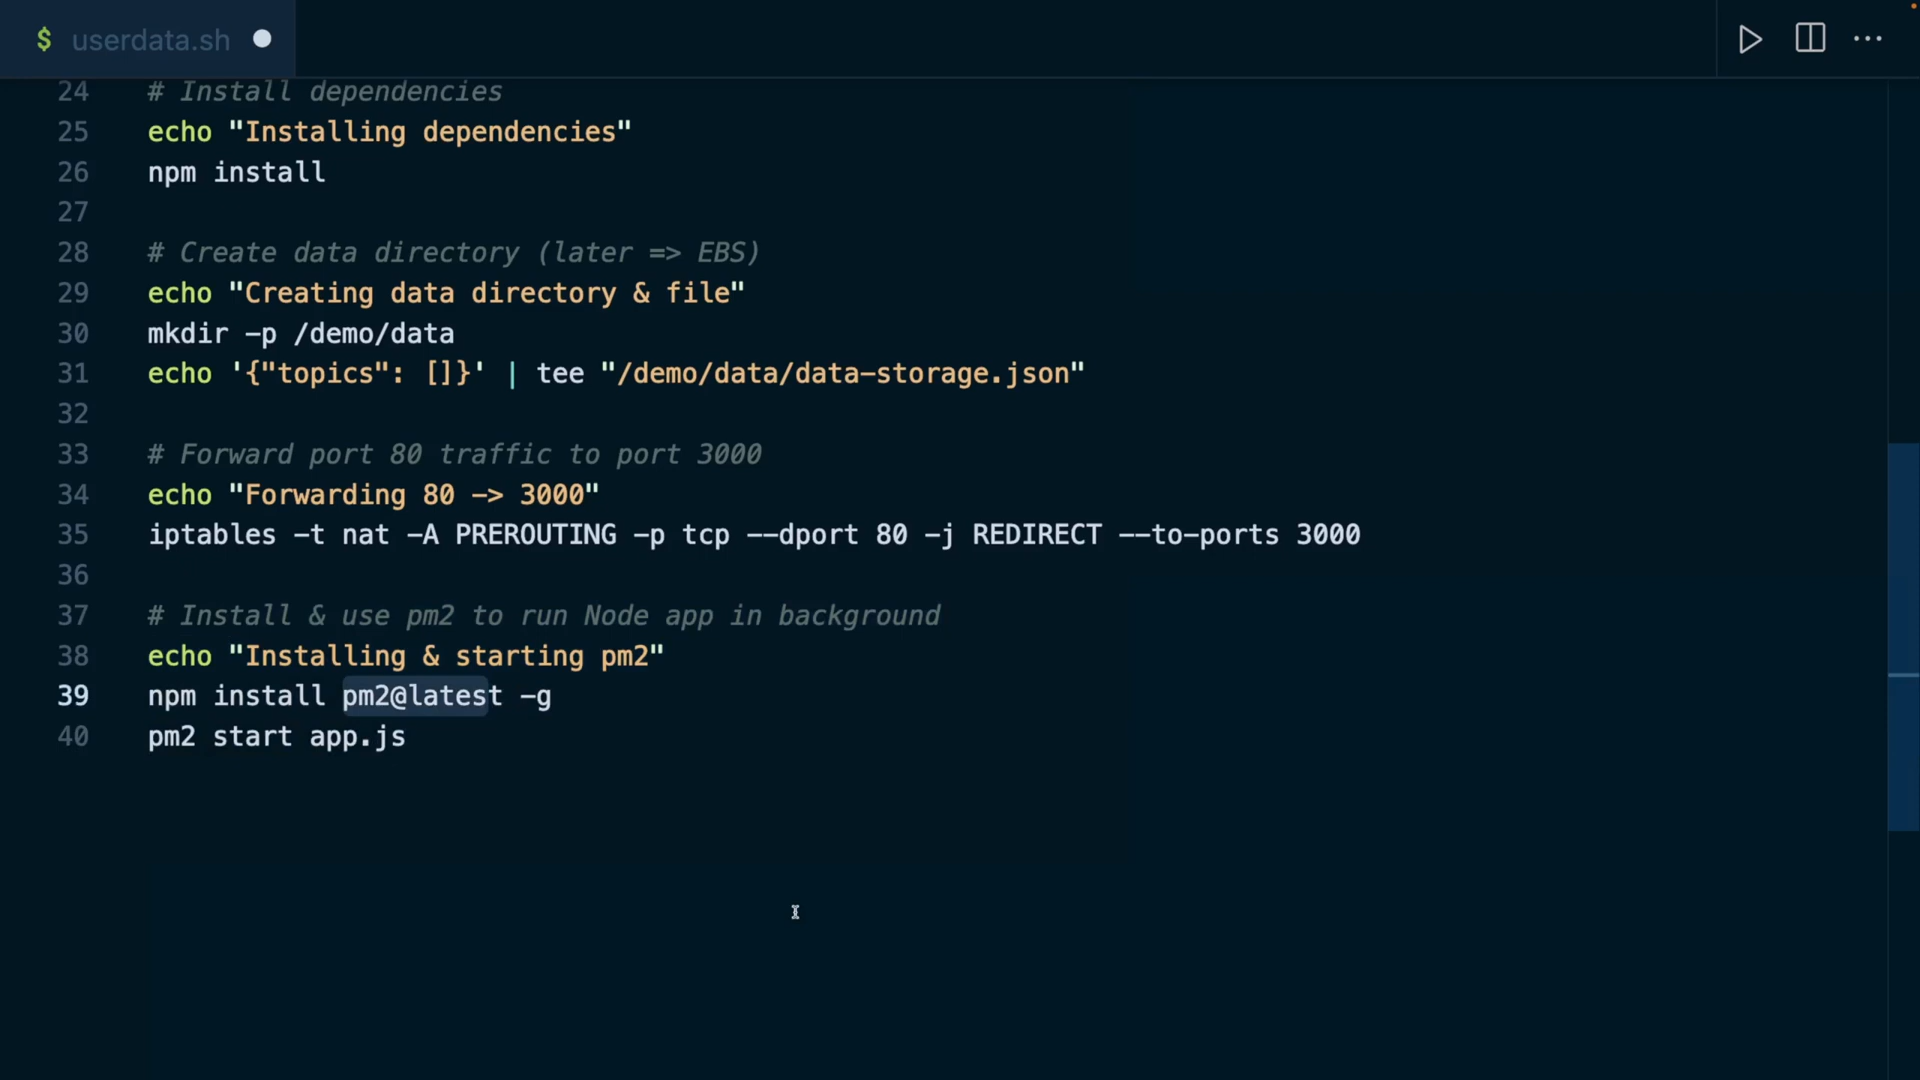 $ userdata.sh
24 # Install dependencies
25 echo "Installing dependencies"
26 npm install
27
28 # Create data directory (later => EBS)
29 echo "Creating data directory & file"
30 mkdir -p /demo/data
31 echo '{"topics": []}' | tee "/demo/data/data-storage.json"
32
33 # Forward port 80 traffic to port 3000
34 echo "Forwarding 80 -> 3000"
35 iptables -t nat -A PREROUTING -p tcp --dport 80 -j REDIRECT --to-ports 3000
36
37 # Install & use pm2 to run Node app in background
38 echo "Installing & starting pm2"
39 npm install pm2@latest -g
40 pm2 start app.js